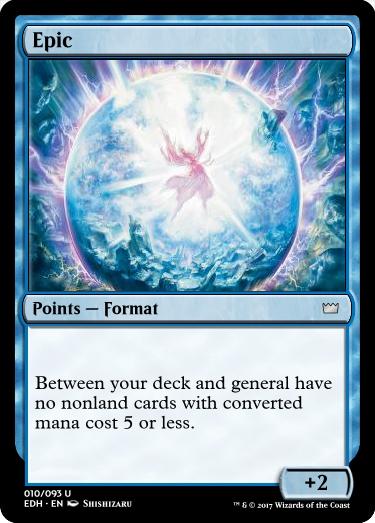 Epic
Points — Format
Between your deck and general have
no nonland cards with converted
mana cost 5 or less.
+2
010/093 U
EDH • EN Shishizaru
™ & © 2017 Wizards of the Coast